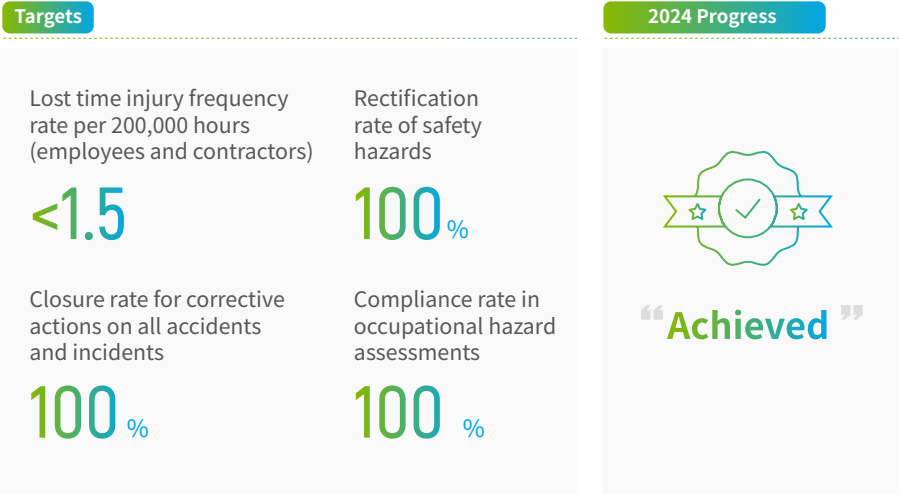 Targets
2024 Progress
Lost time injury frequency
rate per 200,000 hours
(employees and contractors)
<1.5
Rectification
rate of safety
hazards
100 %
Closure rate for corrective
actions on all accidents
and incidents
100 %
Compliance rate in
occupational hazard
assessments
100 %
“Achieved”